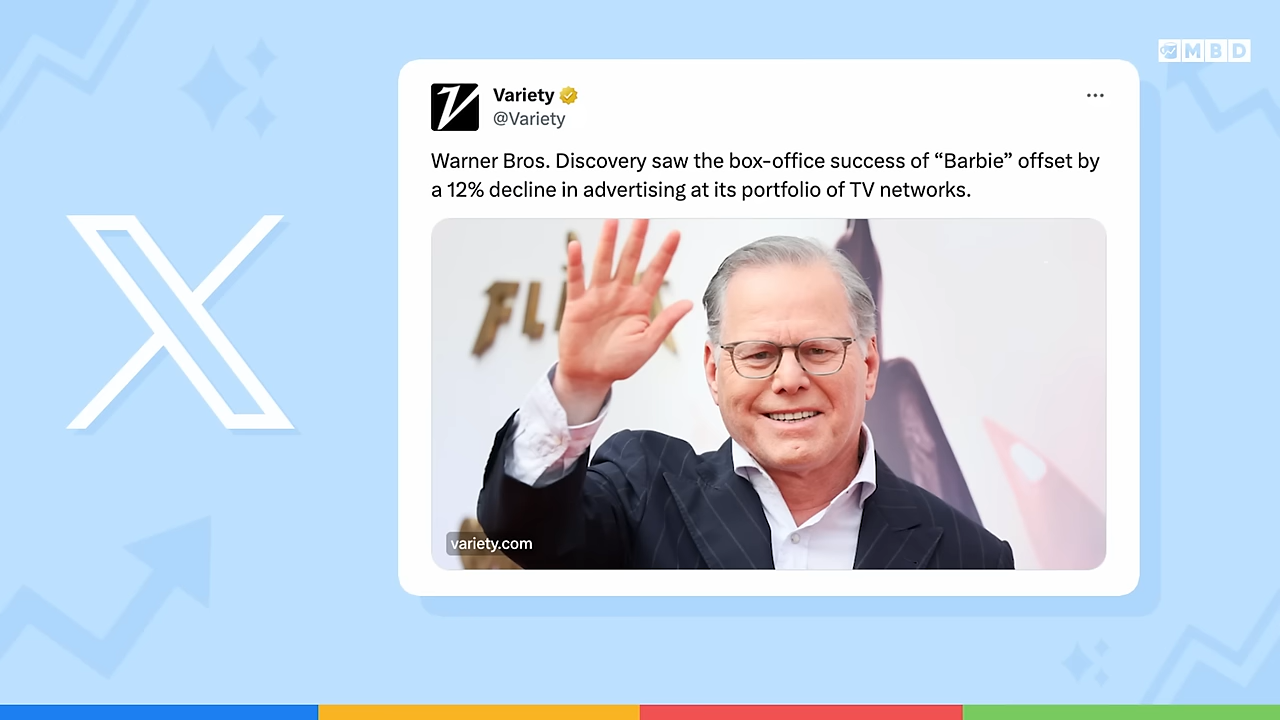 MBD
Variety
@Variety
Warner Bros. Discovery saw the box-office success of “Barbie” offset by
a 12% decline in advertising at its portfolio of TV networks.
variety.com